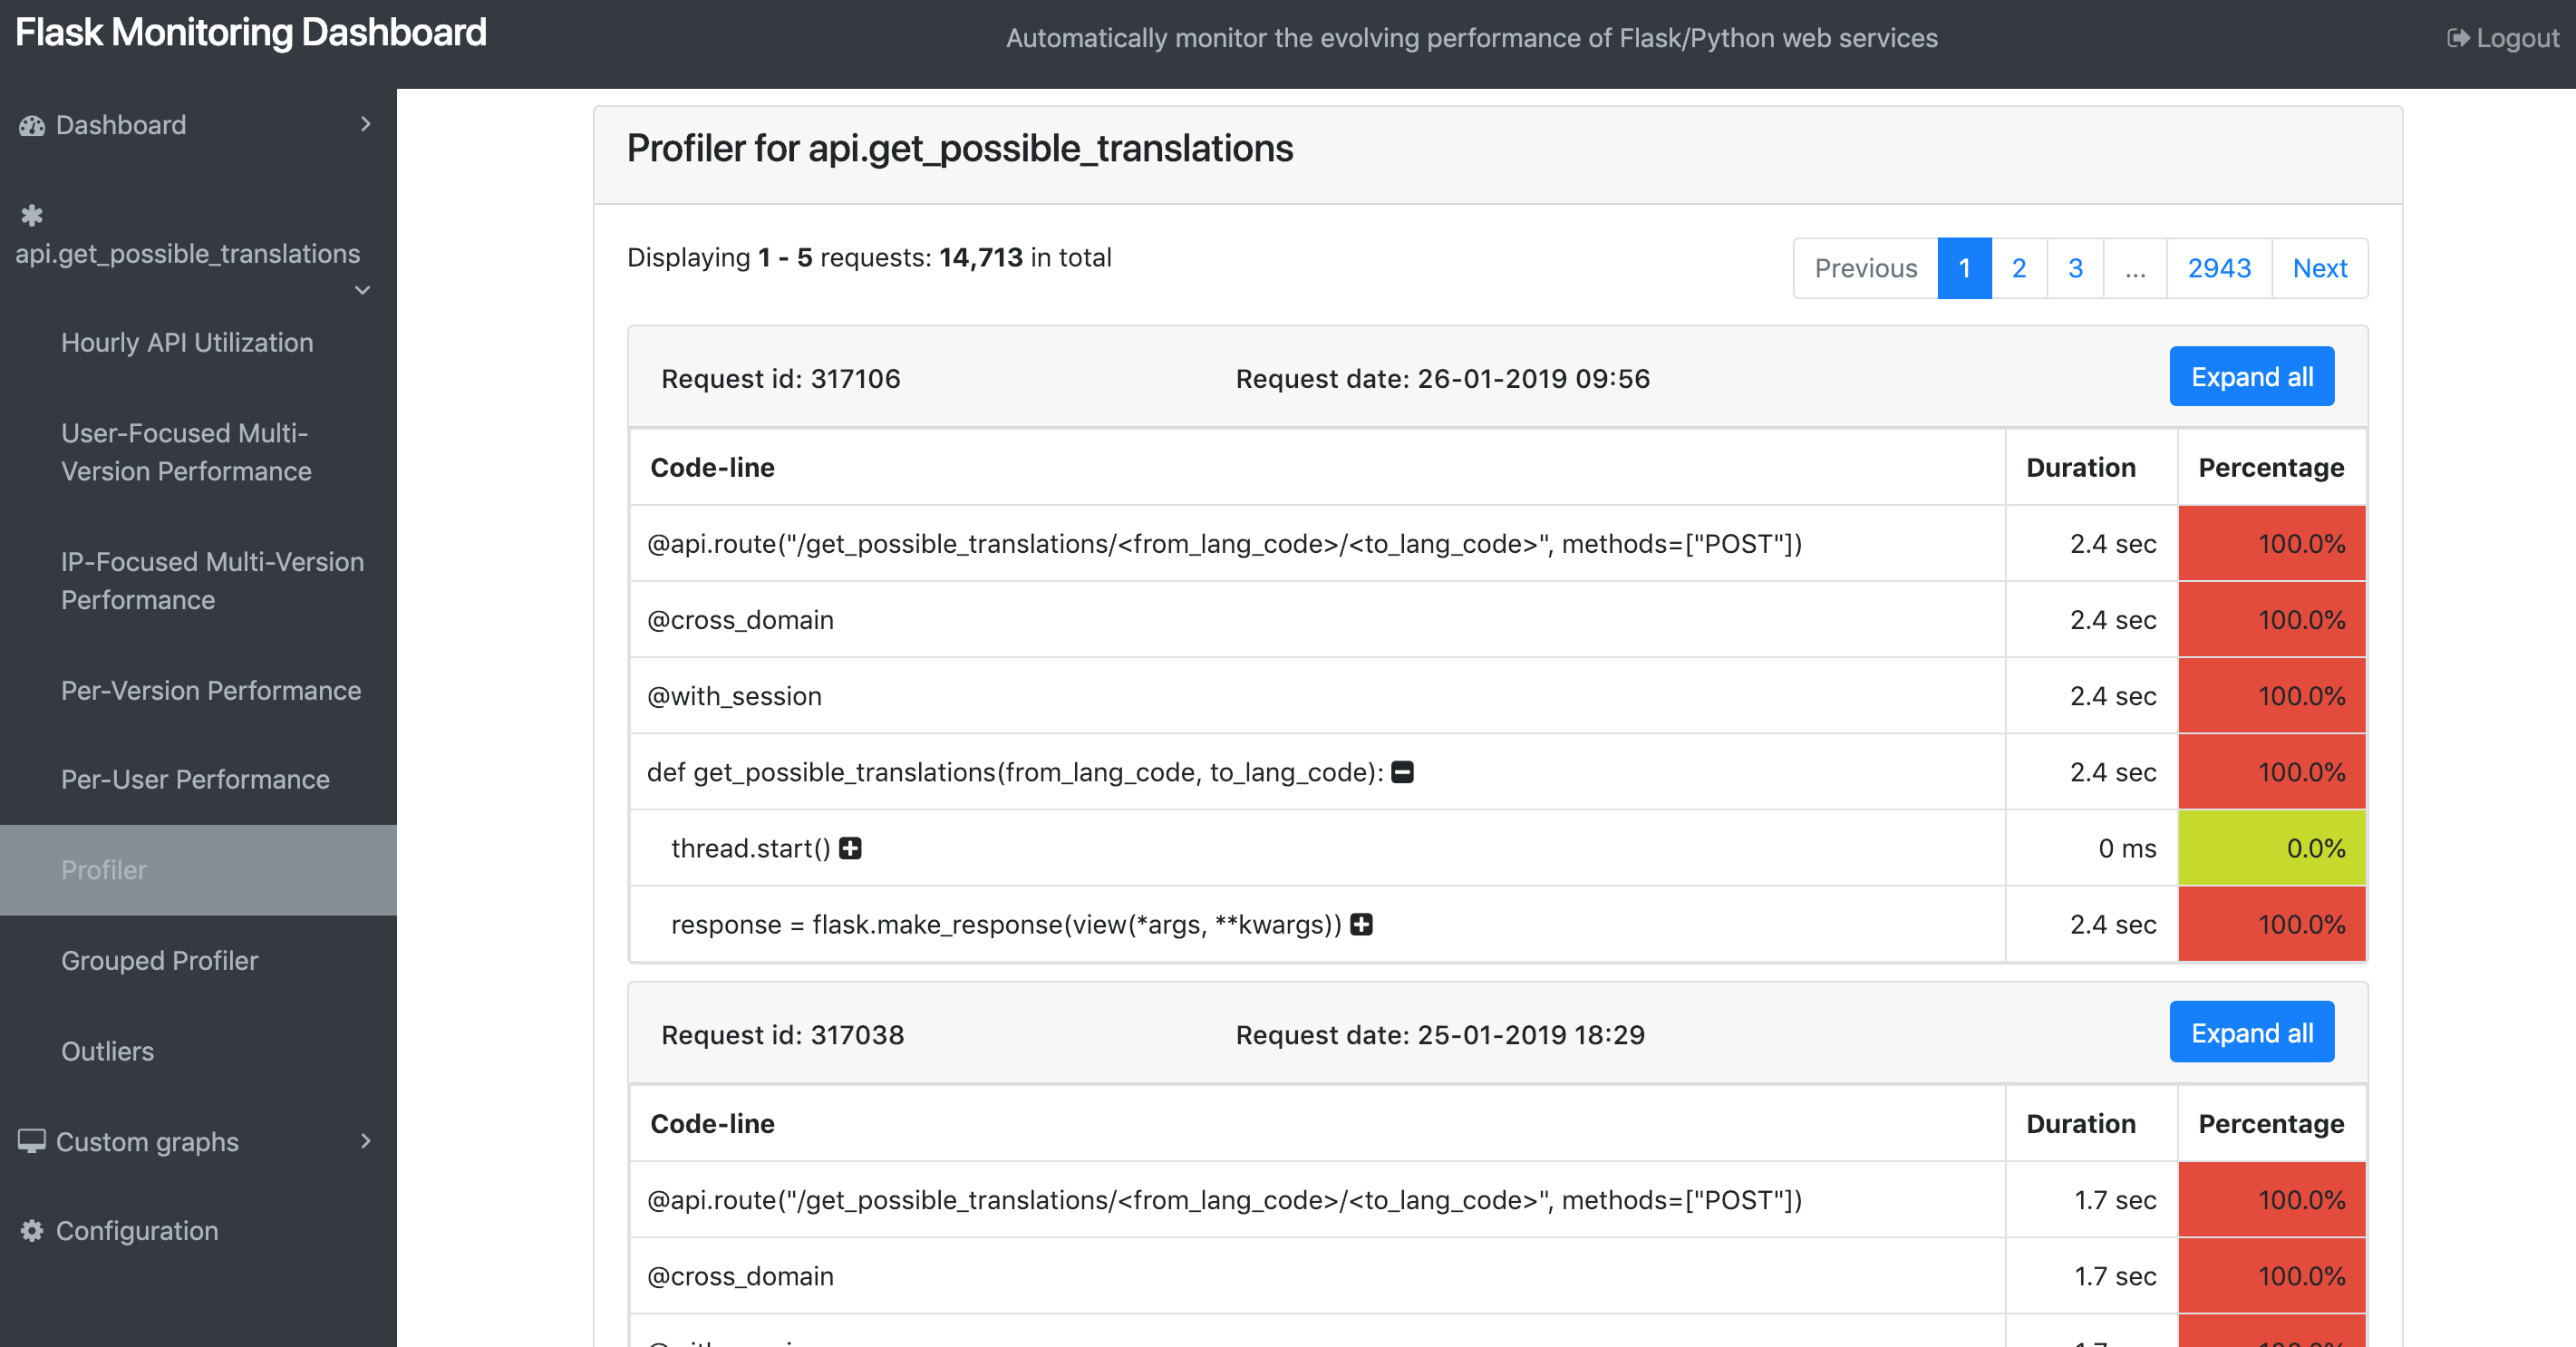 Flask Monitoring Dashboard
Automatically monitor the evolving performance of Flask/Python web services
Logout
Dashboard
api.get_possible_translations
Hourly API Utilization
User-Focused Multi-
Version Performance
IP-Focused Multi-Version
Performance
Per-Version Performance
Per-User Performance
Profiler
Grouped Profiler
Outliers
Custom graphs
Configuration
Profiler for api.get_possible_translations
Displaying 1 - 5 requests: 14,713 in total
Previous 1 2 3 ... 2943 Next
Request id: 317106 Request date: 26-01-2019 09:56 Expand all
Code-line Duration Percentage
@api.route("/get_possible_translations/<from_lang_code>/<to_lang_code>", methods=["POST"]) 2.4 sec 100.0%
@cross_domain 2.4 sec 100.0%
@with_session 2.4 sec 100.0%
def get_possible_translations(from_lang_code, to_lang_code): 2.4 sec 100.0%
thread.start() 0 ms 0.0%
response = flask.make_response(view(*args, **kwargs)) 2.4 sec 100.0%
Request id: 317038 Request date: 25-01-2019 18:29 Expand all
Code-line Duration Percentage
@api.route("/get_possible_translations/<from_lang_code>/<to_lang_code>", methods=["POST"]) 1.7 sec 100.0%
@cross_domain 1.7 sec 100.0%